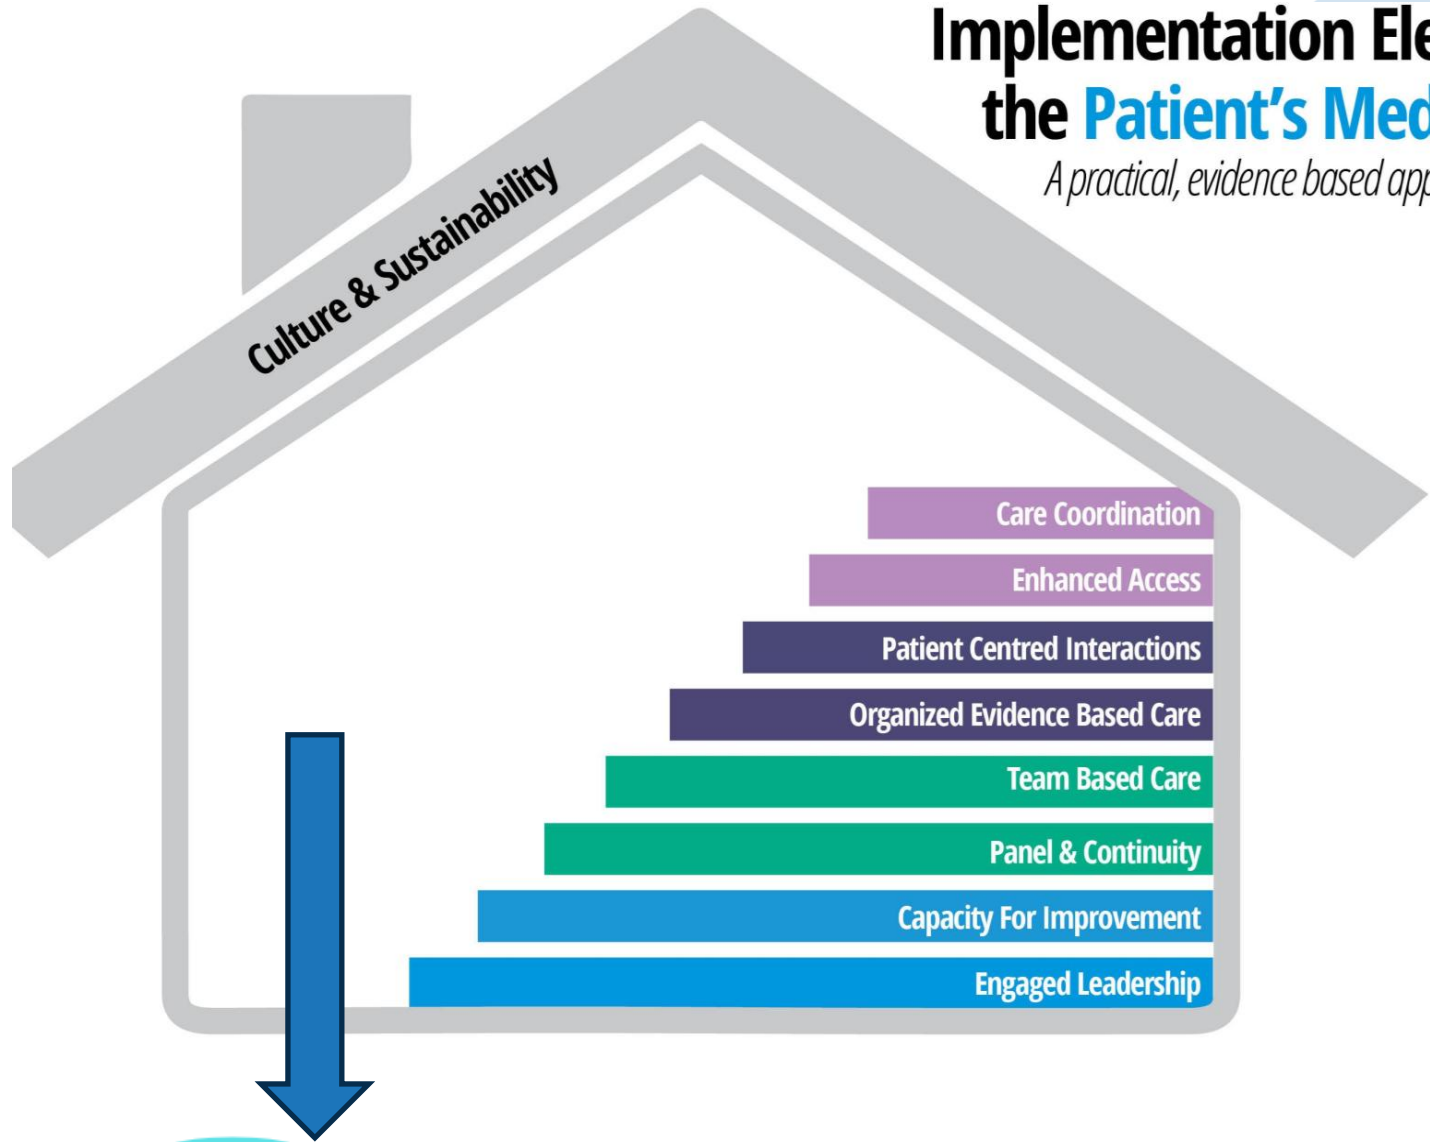 Implementation Ele
the Patient's Med
A practical, evidence based app
Culture & Sustainability
Care Coordination
Enhanced Access
Patient Centred Interactions
Organized Evidence Based Care
Team Based Care
Panel & Continuity
Capacity For Improvement
Engaged Leadership